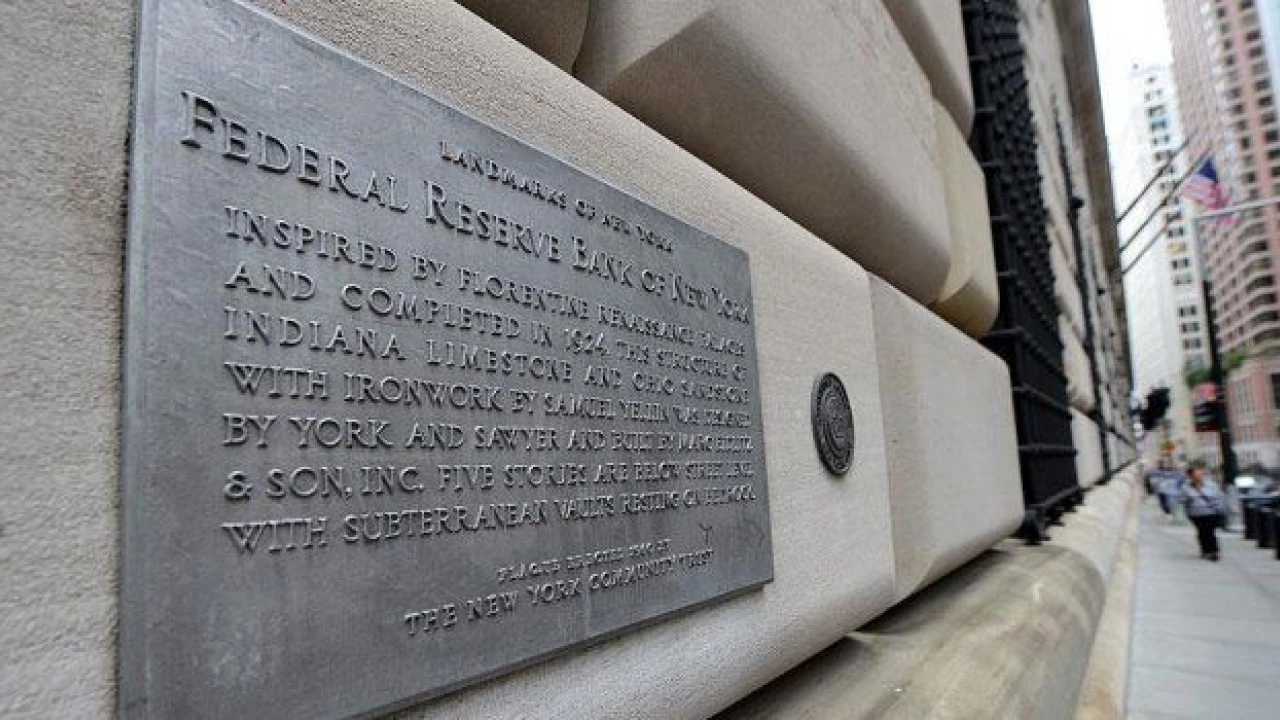 LANDMARKS OF NEW YORK
FEDERAL RESERVE BANK OF NEW YORK
INSPIRED BY FLORENTINE RENAISSANCE PALACES
AND COMPLETED IN 1924, THIS STRUCTURE OF
INDIANA LIMESTONE AND OHIO SANDSTONE
WITH IRONWORK BY SAMUEL YELLIN WAS DESIGNED
BY YORK AND SAWYER AND BUILT BY MARC EIDLITZ
& SON, INC. FIVE STORIES ARE BELOW STREET LEVEL
WITH SUBTERRANEAN VAULTS RESTING ON BEDROCK.
PLAQUE ERECTED BY
THE NEW YORK COMMUNITY TRUST